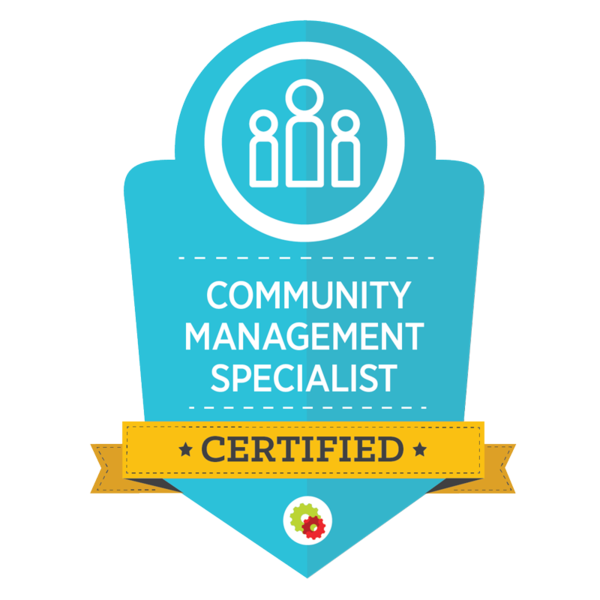 COMMUNITY
MANAGEMENT
SPECIALIST
CERTIFIED